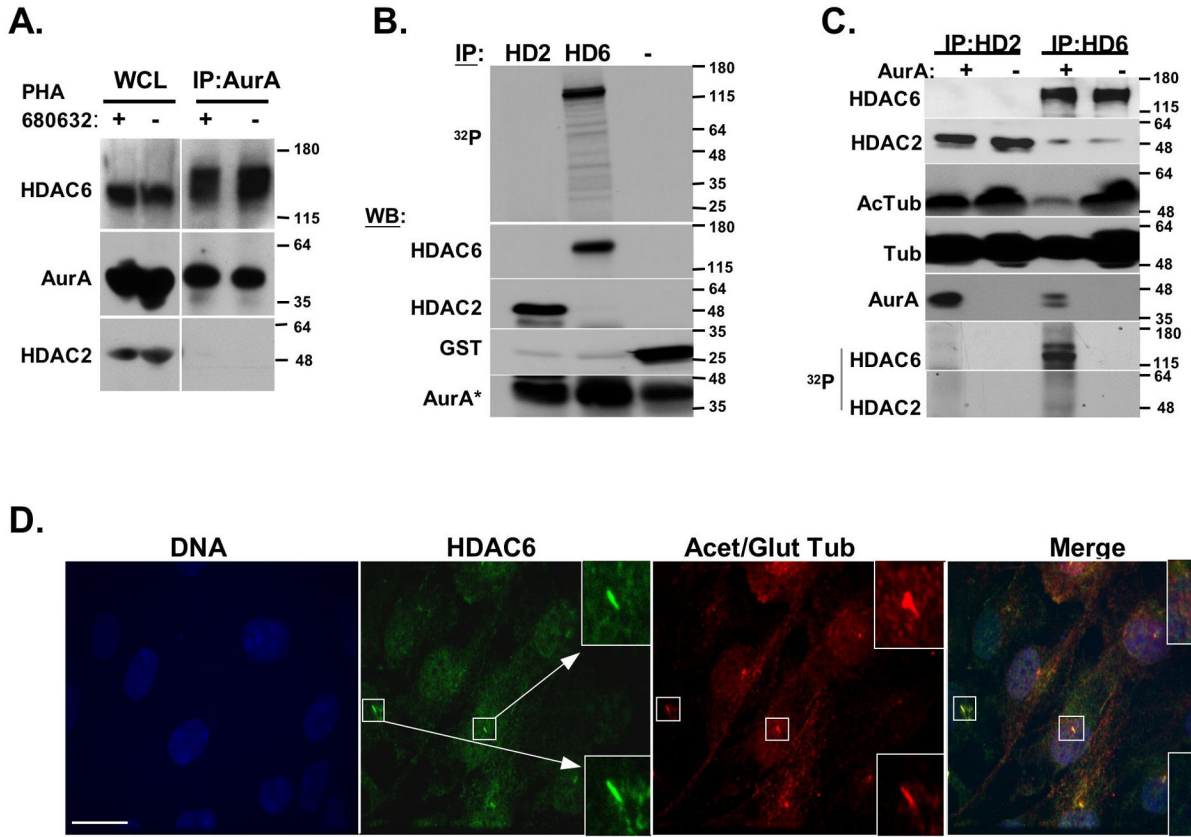 A.
WCL IP:AurA
PHA
680632: + - + -
HDAC6
180
115
AurA
64
35
HDAC2
64
48
B.
IP: HD2 HD6 -
32P
180
115
64
48
35
25
WB:
HDAC6
180
115
HDAC2
64
48
35
GST
25
AurA*
48
35
C.
IP:HD2 IP:HD6
AurA: + - + -
HDAC6
180
115
HDAC2
64
48
AcTub
64
48
Tub
64
48
AurA
48
35
32P
HDAC6
180
115
HDAC2
64
48
D.
DNA HDAC6 Acet/Glut Tub Merge